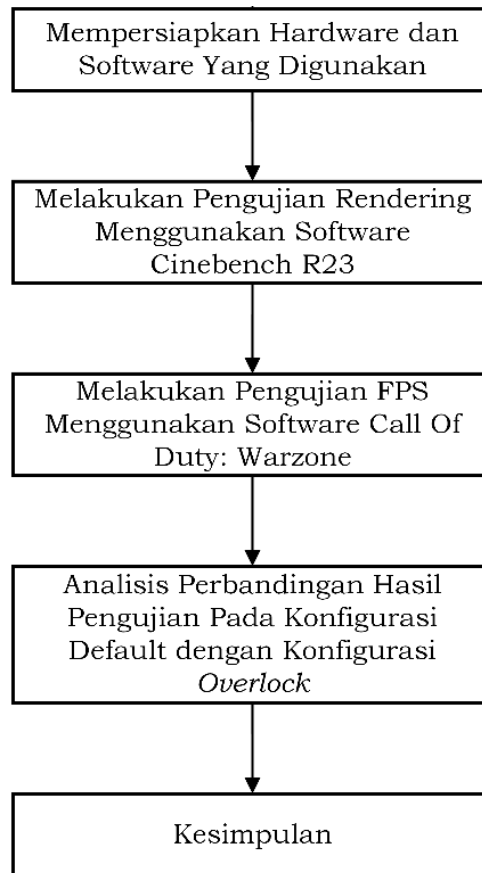 Mempersiapkan Hardware dan
Software Yang Digunakan
Melakukan Pengujian Rendering
Menggunakan Software
Cinebench R23
Melakukan Pengujian FPS
Menggunakan Software Call Of
Duty: Warzone
Analisis Perbandingan Hasil
Pengujian Pada Konfigurasi
Default dengan Konfigurasi
Overlock
Kesimpulan